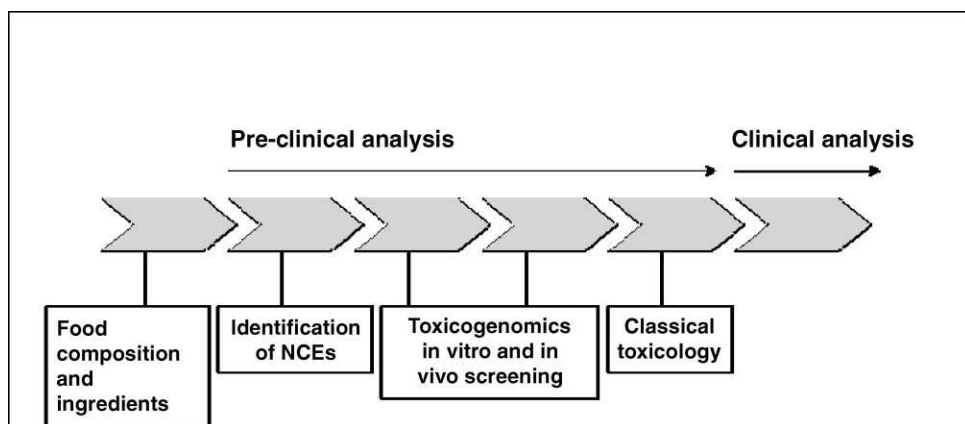 Pre-clinical analysis
Clinical analysis
Food
composition
and
ingredients
Identification
of NCEs
Toxicogenomics
in vitro and in
vivo screening
Classical
toxicology